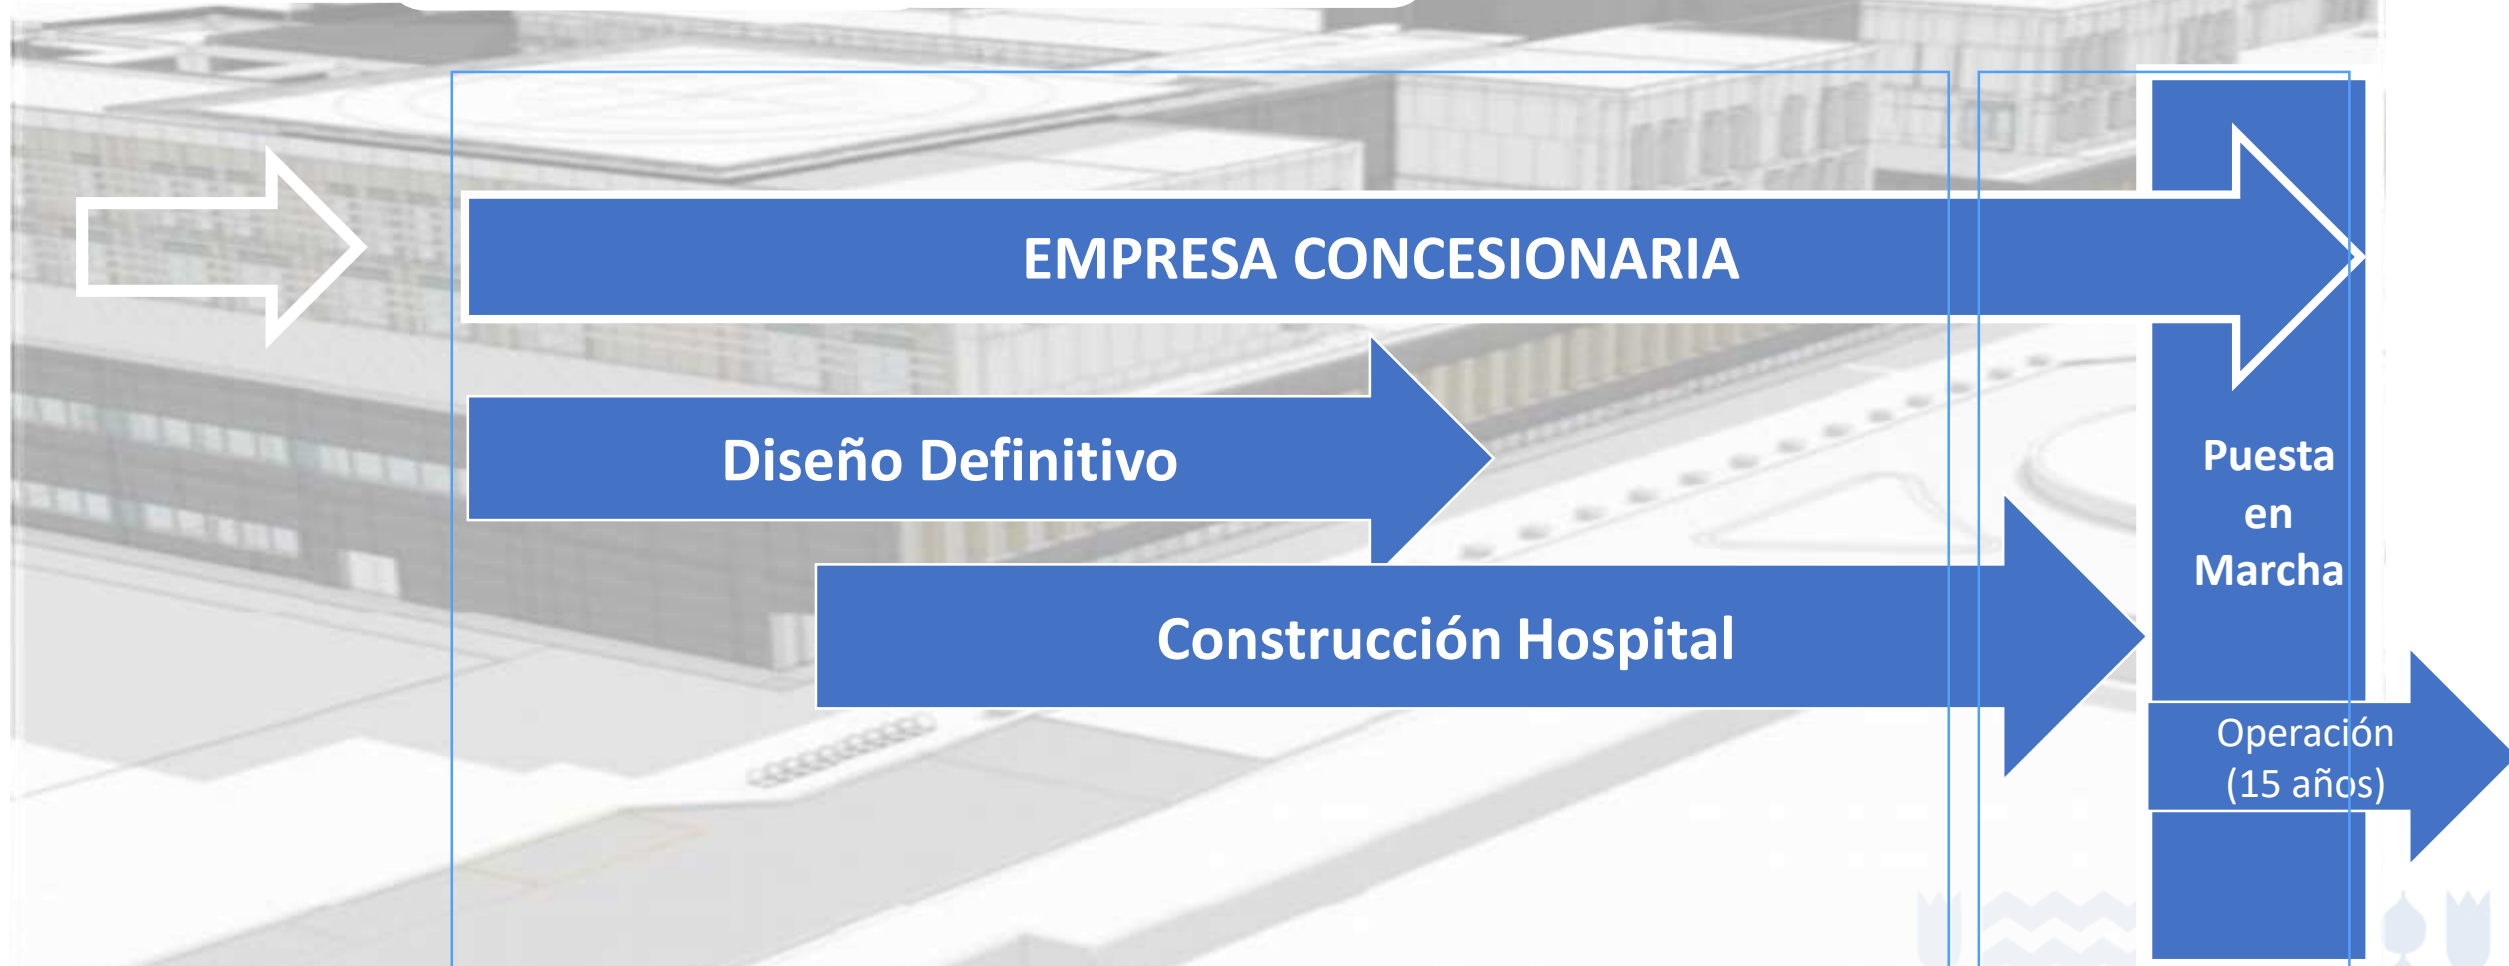 EMPRESA CONCESIONARIA
Diseño Definitivo
Puesta
en
Marcha
Construcción Hospital
Operación
(15 años)